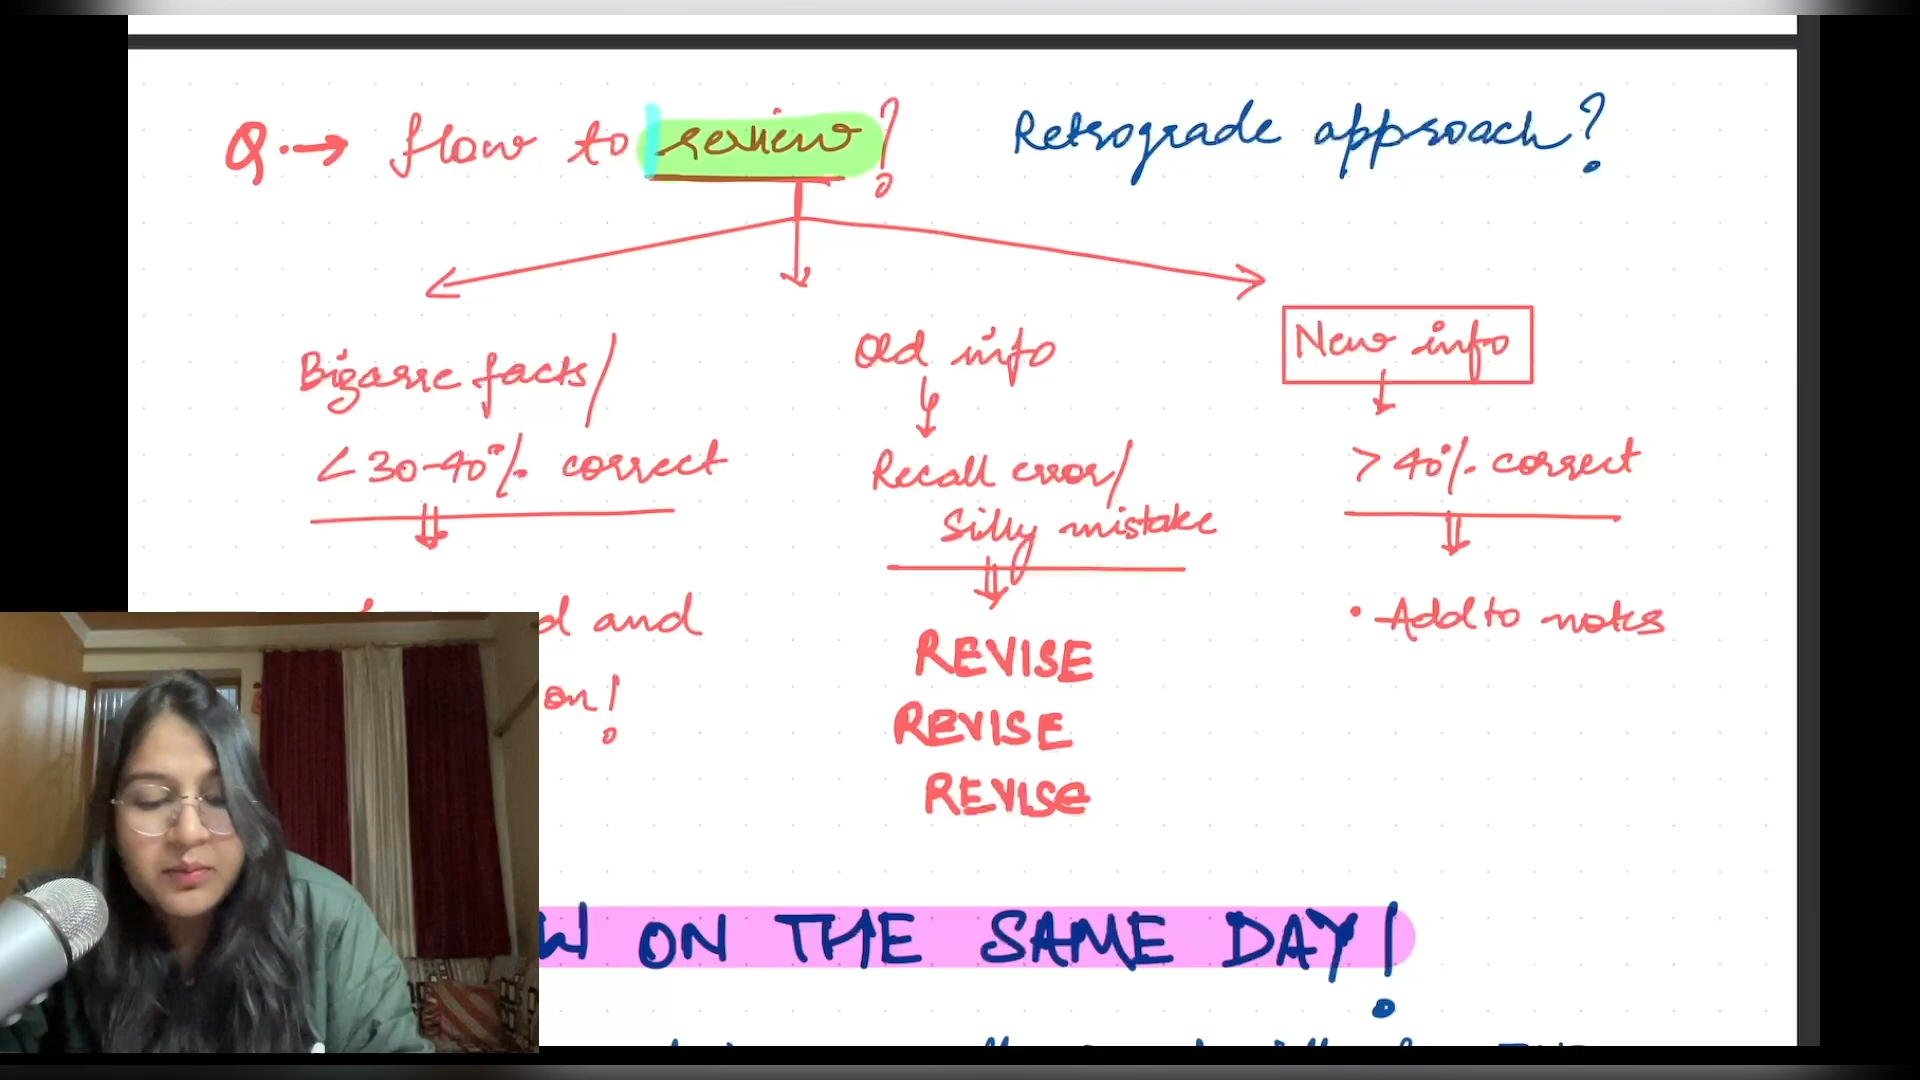 Q.→ How to review? Retrograde approach?
Bizarre facts/
<30-40% correct
and
Old info
Recall error/
Silly mistake
REVISE
REVISE
REVISE
New info
>40% correct
• Add to notes
ON THE SAME DAY!